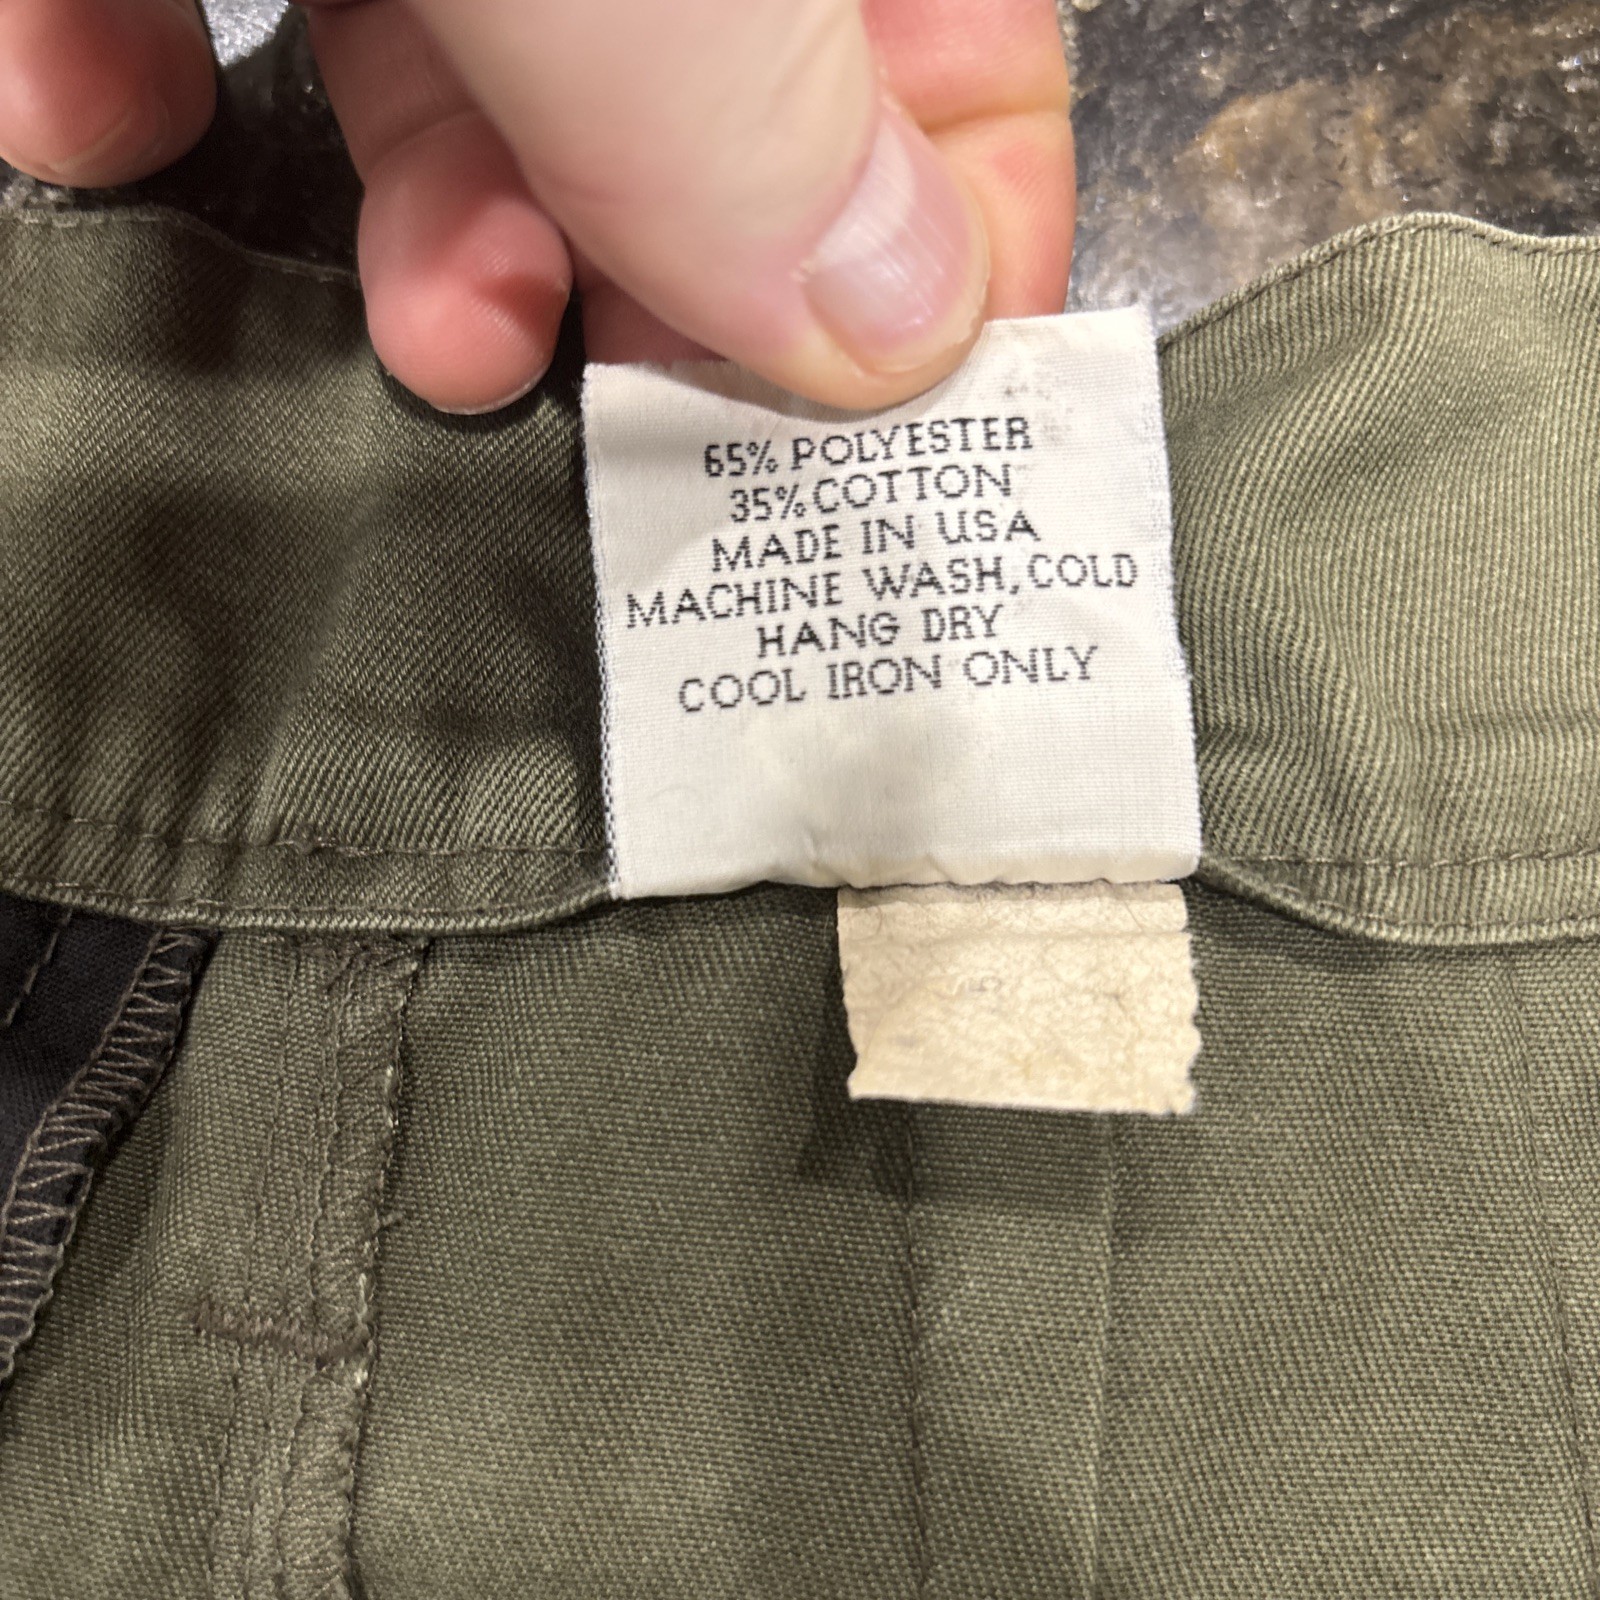 65% POLYESTER
35% COTTON
MADE IN USA
MACHINE WASH, COLD
HANG DRY
COOL IRON ONLY